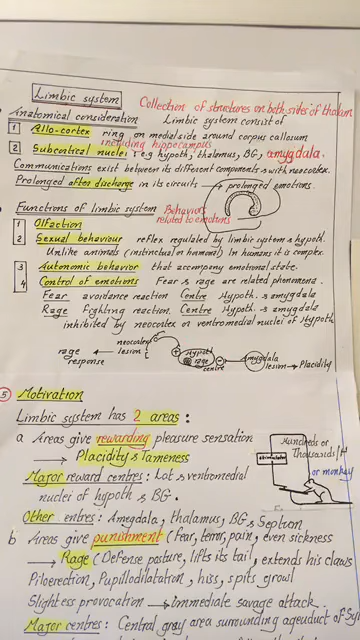 Limbic system
Collection of structures on both sides of thalam
Anatomical consideration Limbic system consist of
1 Allo-cortex ring on medial side around corpus callosum
including hippocampus
2 Subcortical nuclei e.g hypoth, thalamus, BG, amygdala.
Communications exist between its different components & with neocortex.
Prolonged after discharge in its circuits → prolonged emotions.
Functions of limbic system Behaviors
related to emotions
1 Olfaction
2 Sexual behaviour reflex regulated by limbic system & hypoth.
Unlike animals (instinctual or hormonal) In humans it is complex.
3 Autonomic behavior that accompany emotional state.
4 Control of emotions Fear & rage are related phenomena.
Fear avoidance reaction Centre Hypoth. & amygdala
Rage Fighting reaction Centre Hypoth. & amygdala
inhibited by neocortex or ventromedial nuclei of Hypoth
neocortex
rage ← lesion
response
+ Hypoth rage centre -
Amygdala
lesion → Placidity
5 Motivation
Limbic system has 2 areas:
a Areas give rewarding pleasure sensation
→ Placidity & Tameness
Hundreds or
thousands/H
stimulator
or monkey
Major reward centres: Lat & ventromedial
nuclei of hypoth & BG.
Other entres: Amygdala, thalamus, BG & Septum
b Areas give punishment (Fear, terror, pain, even sickness
→ Rage (Defense posture, lifts its tail, extends his claws
Piloerection, Pupillodilatation, hiss, spits growl
Slightess provocation → immediate savage attack.
Major centres: Central gray area surrounding aqeduct of Sy